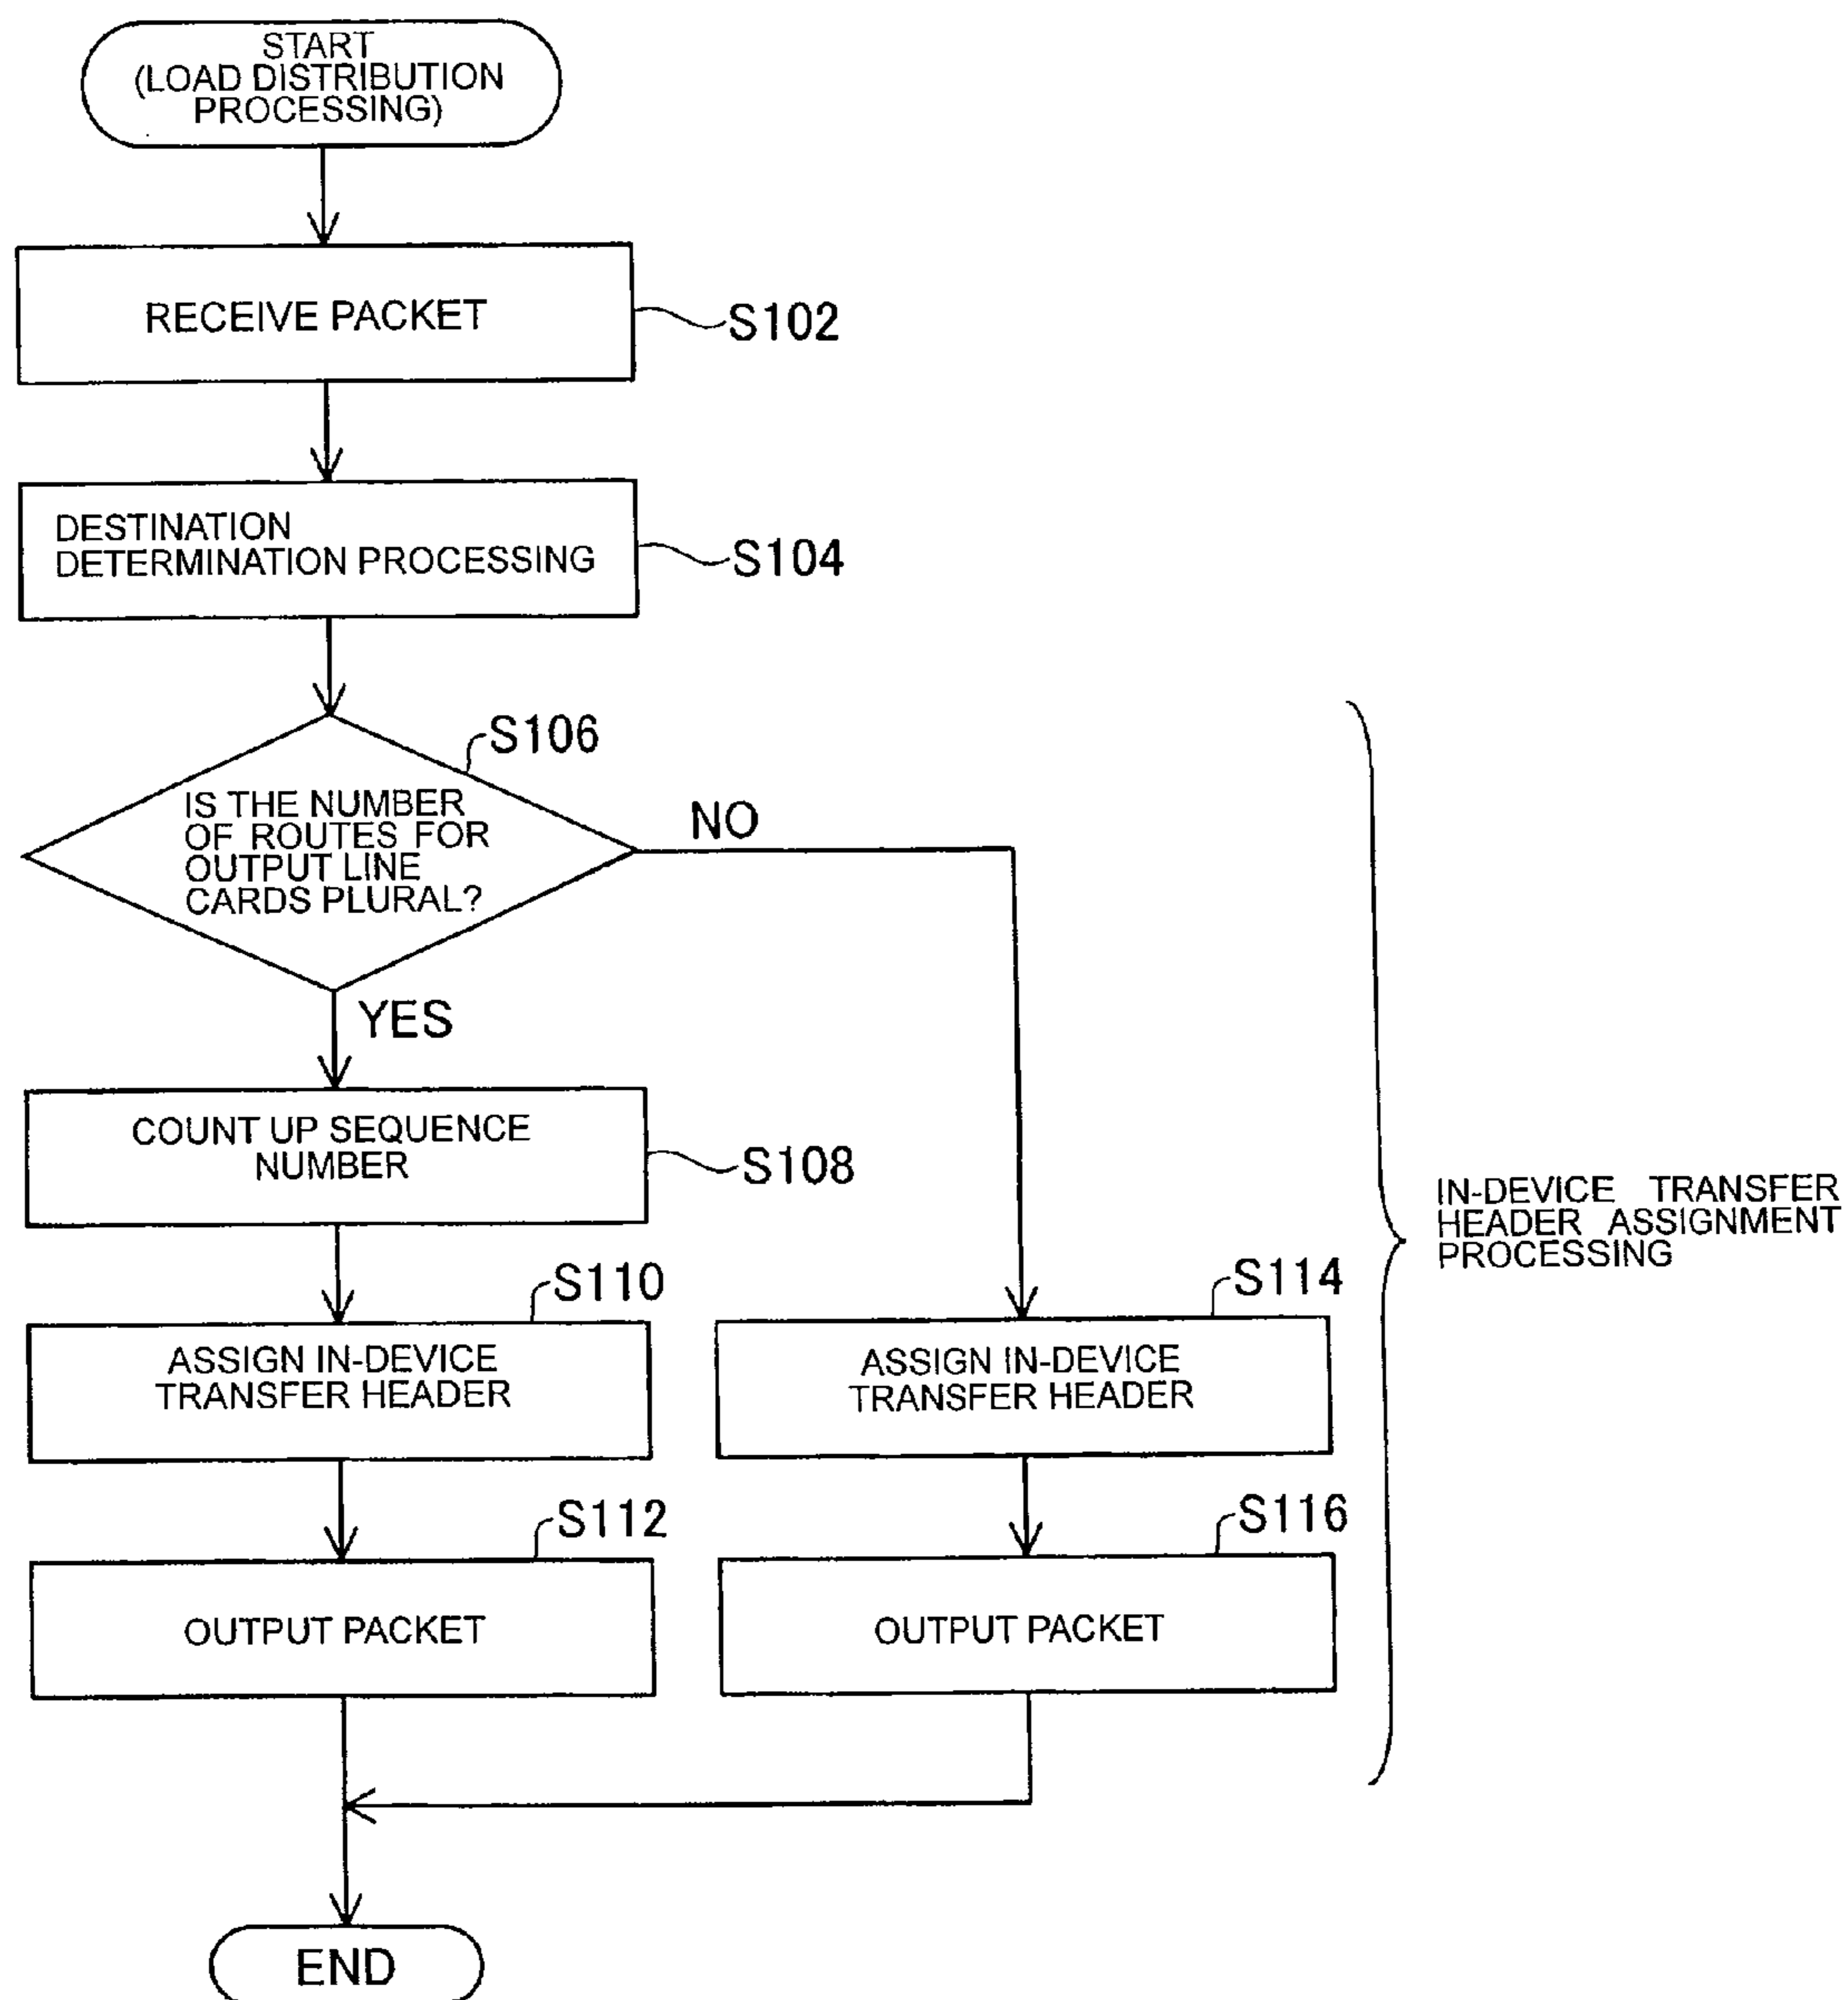 START
(LOAD DISTRIBUTION
PROCESSING)
RECEIVE PACKET
S102
DESTINATION
DETERMINATION PROCESSING
S104
S106
IS THE NUMBER
OF ROUTES FOR
OUTPUT LINE
CARDS PLURAL?
NO
YES
COUNT UP SEQUENCE
NUMBER
S108
IN-DEVICE TRANSFER
HEADER ASSIGNMENT
PROCESSING
S110
ASSIGN IN-DEVICE
TRANSFER HEADER
S114
ASSIGN IN-DEVICE
TRANSFER HEADER
S112
OUTPUT PACKET
S116
OUTPUT PACKET
END